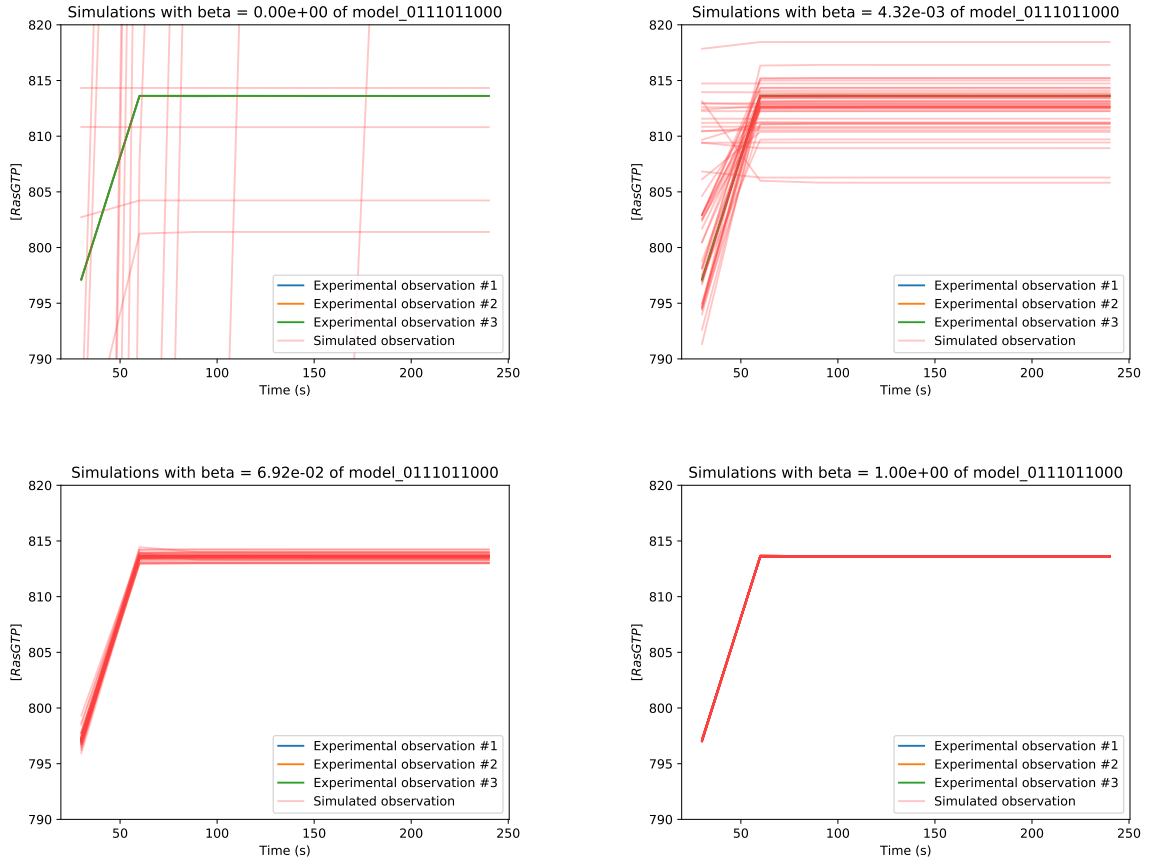 Simulations with beta = 0.00e+00 of model_0111011000
820
815
810
805
800
795
790
[RasGTP]
50
100
150
200
250
Time (s)
Experimental observation #1
Experimental observation #2
Experimental observation #3
Simulated observation
Simulations with beta = 4.32e-03 of model_0111011000
820
815
810
805
800
795
790
[RasGTP]
50
100
150
200
250
Time (s)
Experimental observation #1
Experimental observation #2
Experimental observation #3
Simulated observation
Simulations with beta = 6.92e-02 of model_0111011000
820
815
810
805
800
795
790
[RasGTP]
50
100
150
200
250
Time (s)
Experimental observation #1
Experimental observation #2
Experimental observation #3
Simulated observation
Simulations with beta = 1.00e+00 of model_0111011000
820
815
810
805
800
795
790
[RasGTP]
50
100
150
200
250
Time (s)
Experimental observation #1
Experimental observation #2
Experimental observation #3
Simulated observation